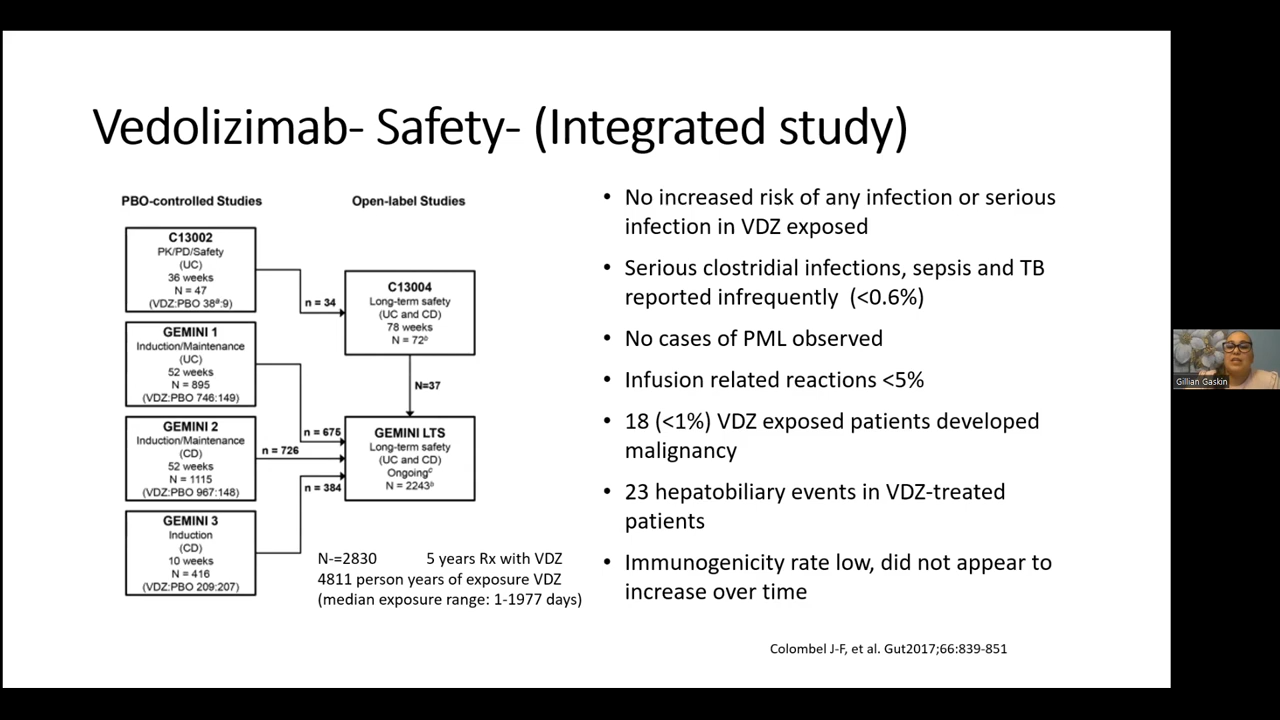 Vedolizimab- Safety- (Integrated study)
PBO-controlled Studies
Open-label Studies
C13002
PK/PD/Safety
(UC)
36 weeks
N = 47
(VDZ:PBO 38ª:9)
GEMINI 1
Induction/Maintenance
(UC)
52 weeks
N = 895
(VDZ:PBO 746:149)
GEMINI 2
Induction/Maintenance
(CD)
52 weeks
N = 1115
(VDZ:PBO 967:148)
GEMINI 3
Induction
(CD)
10 weeks
N = 416
(VDZ:PBO 209:207)
n = 34
n = 675
n = 726
n = 384
C13004
Long-term safety
(UC and CD)
78 weeks
N = 72ᵇ
N=37
GEMINI LTS
Long-term safety
(UC and CD)
Ongoingᶜ
N = 2243ᵇ
N-=2830 5 years Rx with VDZ
4811 person years of exposure VDZ
(median exposure range: 1-1977 days)
• No increased risk of any infection or serious
infection in VDZ exposed
• Serious clostridial infections, sepsis and TB
reported infrequently (<0.6%)
• No cases of PML observed
• Infusion related reactions <5%
• 18 (<1%) VDZ exposed patients developed
malignancy
• 23 hepatobiliary events in VDZ-treated
patients
• Immunogenicity rate low, did not appear to
increase over time
Colombel J-F, et al. Gut2017;66:839-851
Gillian Gaskin